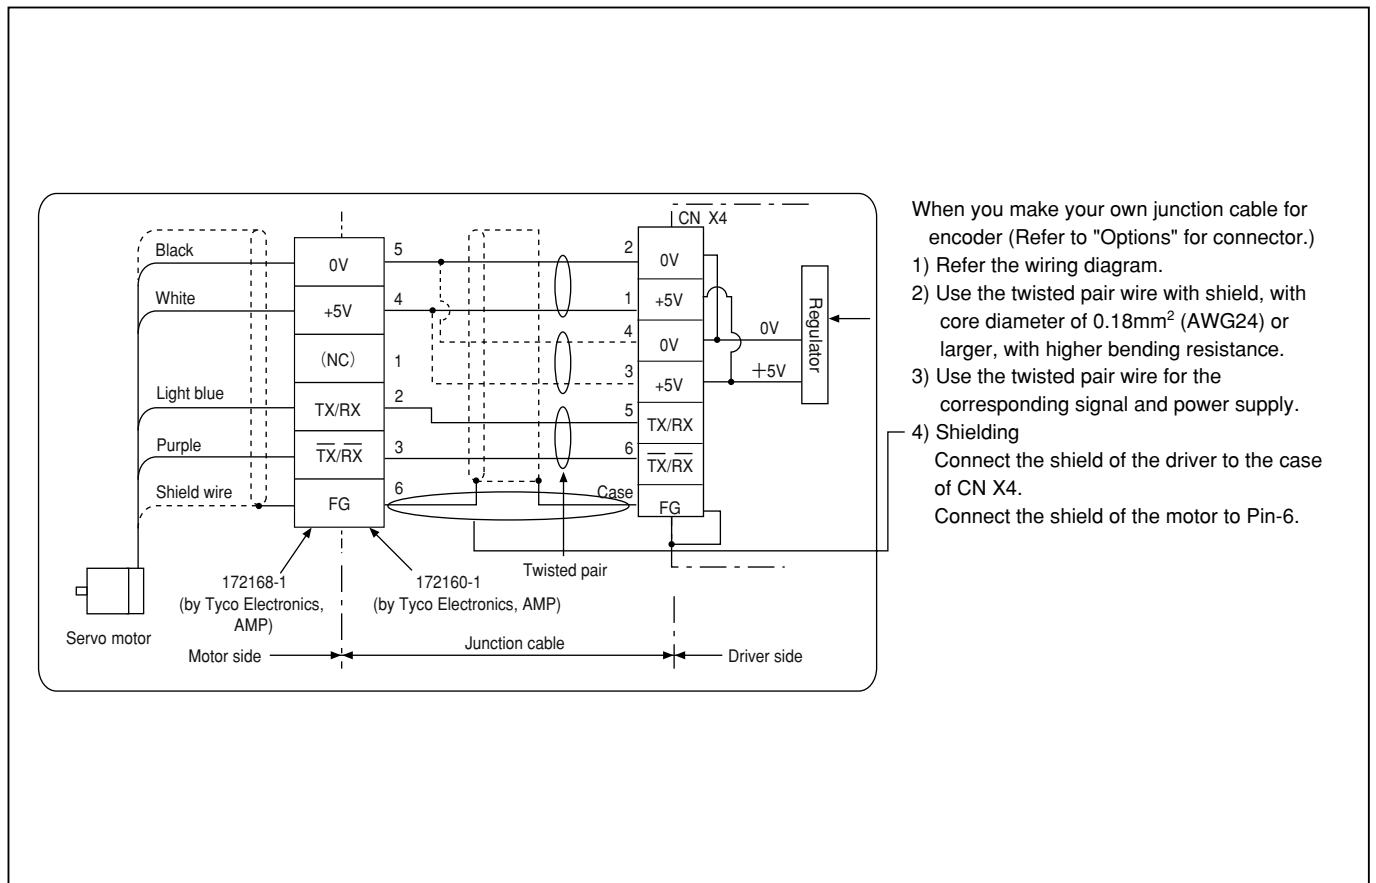 CN X4
Black
White
Light blue
Purple
Shield wire
0V
+5V
(NC)
TX/RX
TX/RX
FG
5
4
1
2
3
6
2
1
4
3
5
6
Case
0V
+5V
0V
+5V
TX/RX
TX/RX
FG
0V
+5V
Regulator
172168-1
(by Tyco Electronics,
AMP)
172160-1
(by Tyco Electronics, AMP)
Twisted pair
Servo motor
Motor side
Junction cable
Driver side
When you make your own junction cable for
encoder (Refer to "Options" for connector.)
1) Refer the wiring diagram.
2) Use the twisted pair wire with shield, with
core diameter of 0.18mm² (AWG24) or
larger, with higher bending resistance.
3) Use the twisted pair wire for the
corresponding signal and power supply.
4) Shielding
Connect the shield of the driver to the case
of CN X4.
Connect the shield of the motor to Pin-6.